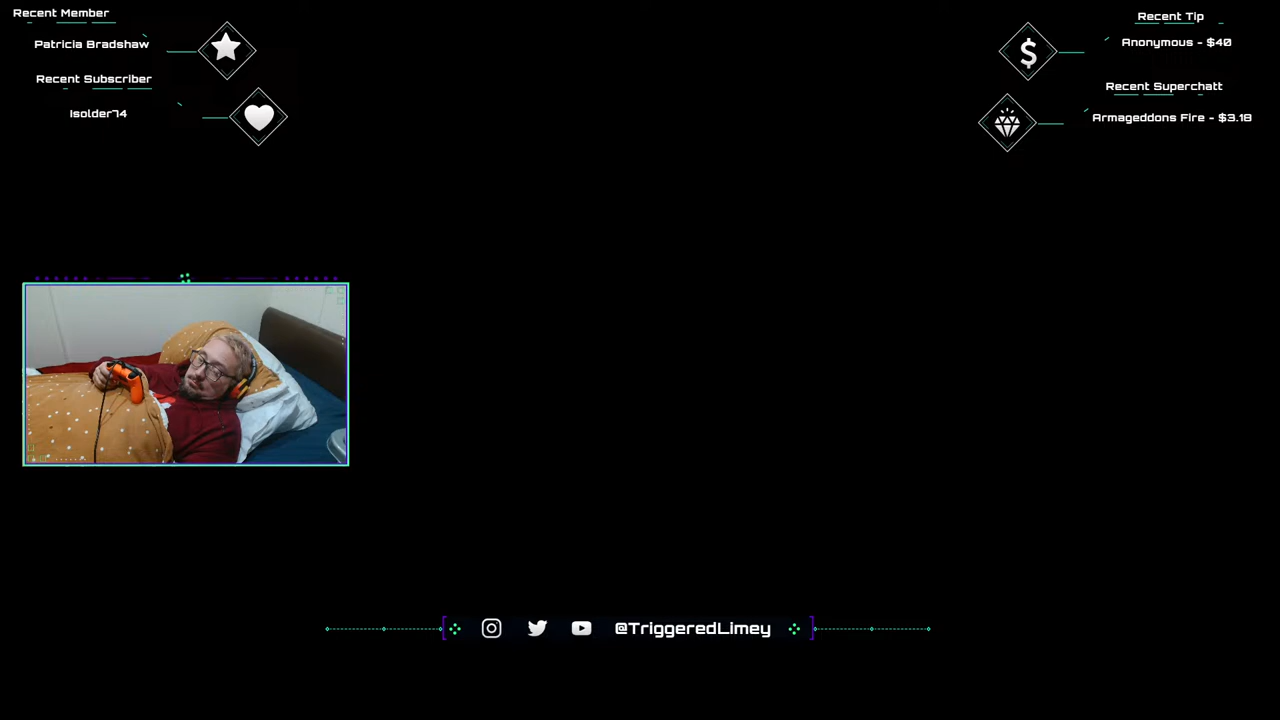 Recent Member
Patricia Bradshaw
Recent Subscriber
Isolder74
Recent Tip
Anonymous - $40
Recent Superchatt
Armageddons Fire - $3.18
@TriggeredLimey